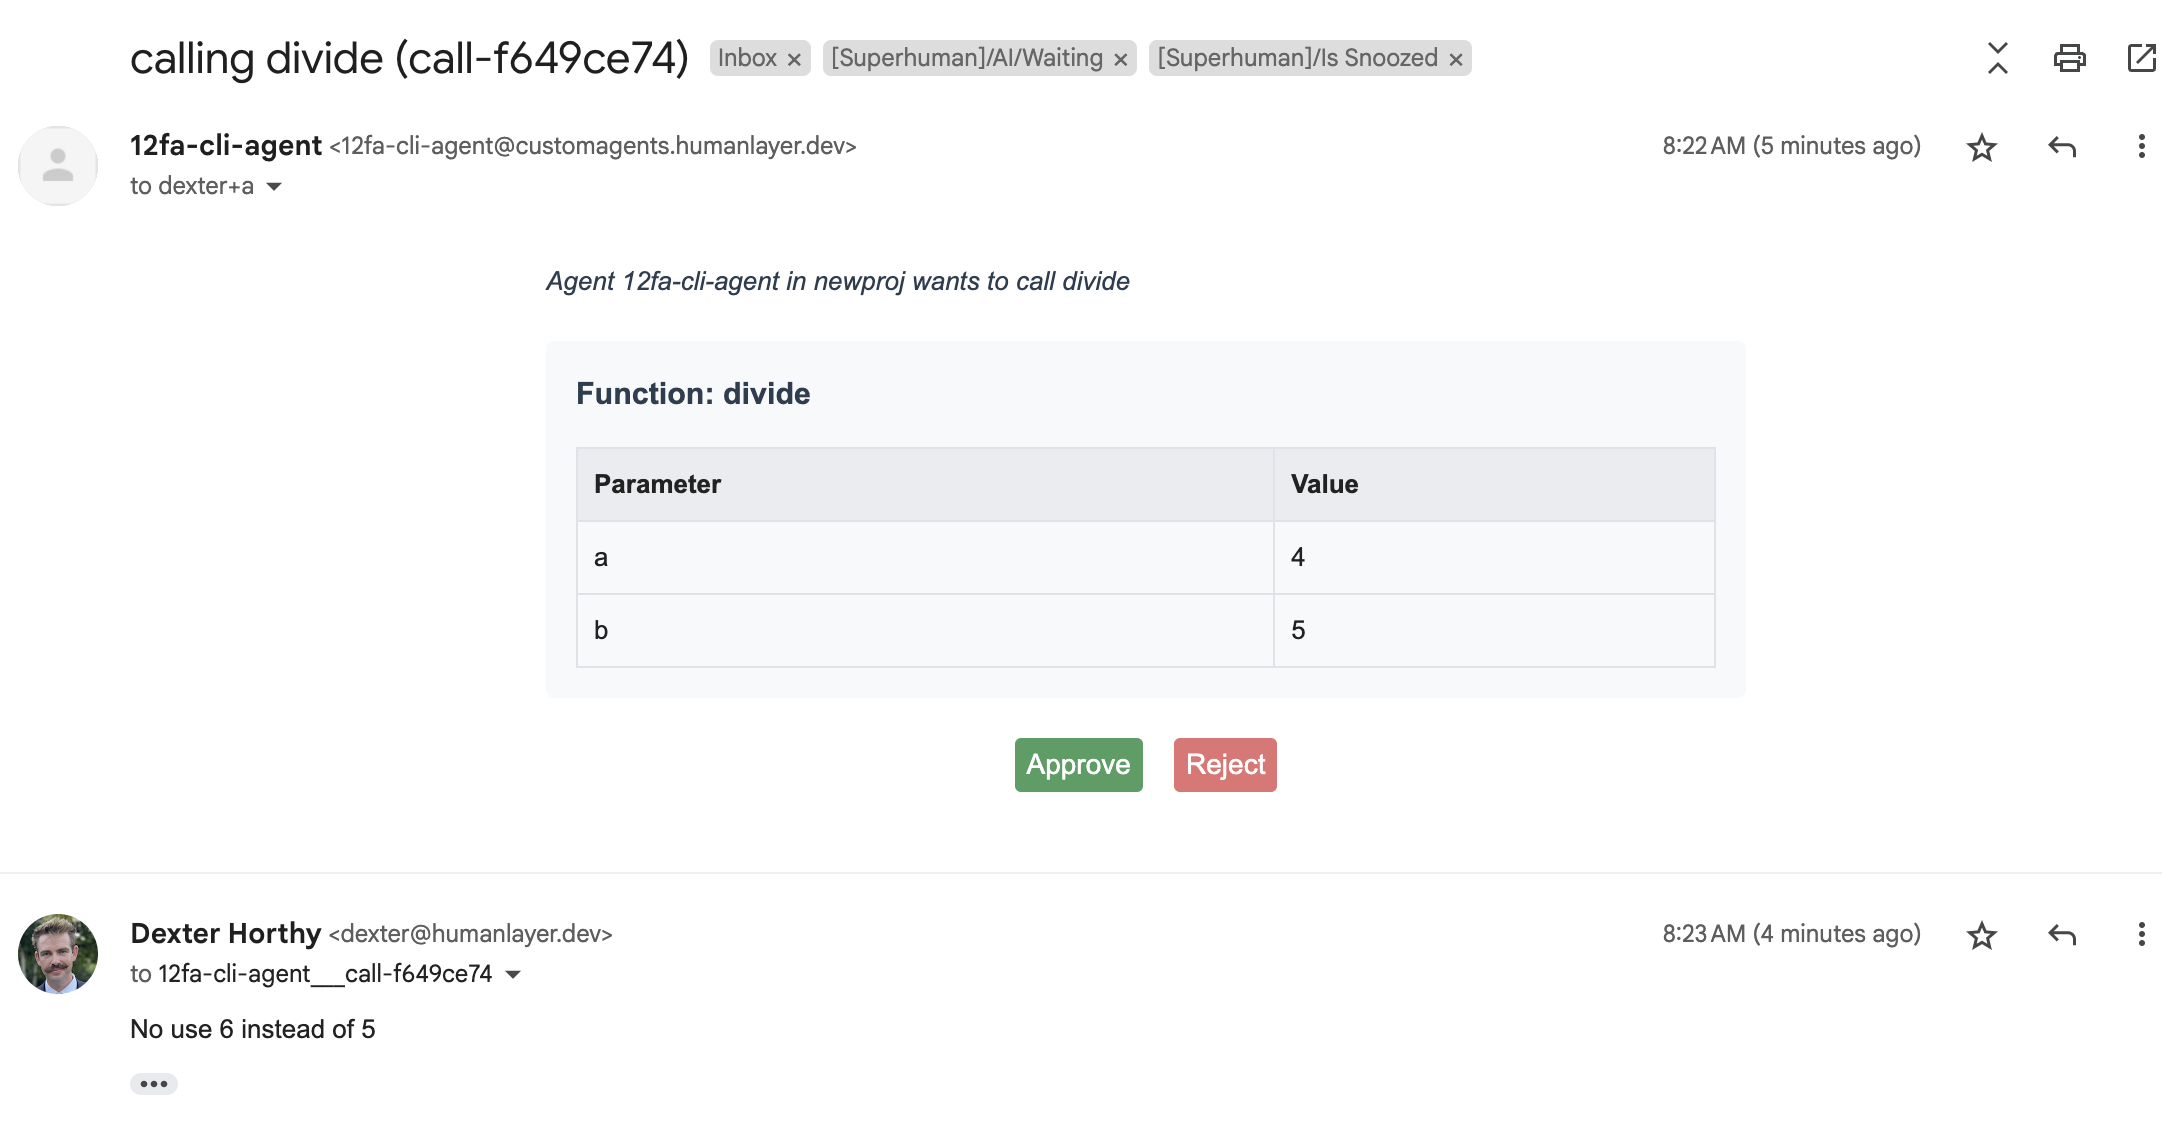 calling divide (call-f649ce74) Inbox × [Superhuman]/AI/Waiting × [Superhuman]/Is Snoozed ×
12fa-cli-agent <12fa-cli-agent@customagents.humanlayer.dev> 8:22 AM (5 minutes ago)
to dexter+a
Agent 12fa-cli-agent in newproj wants to call divide
Function: divide
Parameter Value
a 4
b 5
Approve Reject
Dexter Horthy <dexter@humanlayer.dev> 8:23 AM (4 minutes ago)
to 12fa-cli-agent___call-f649ce74
No use 6 instead of 5